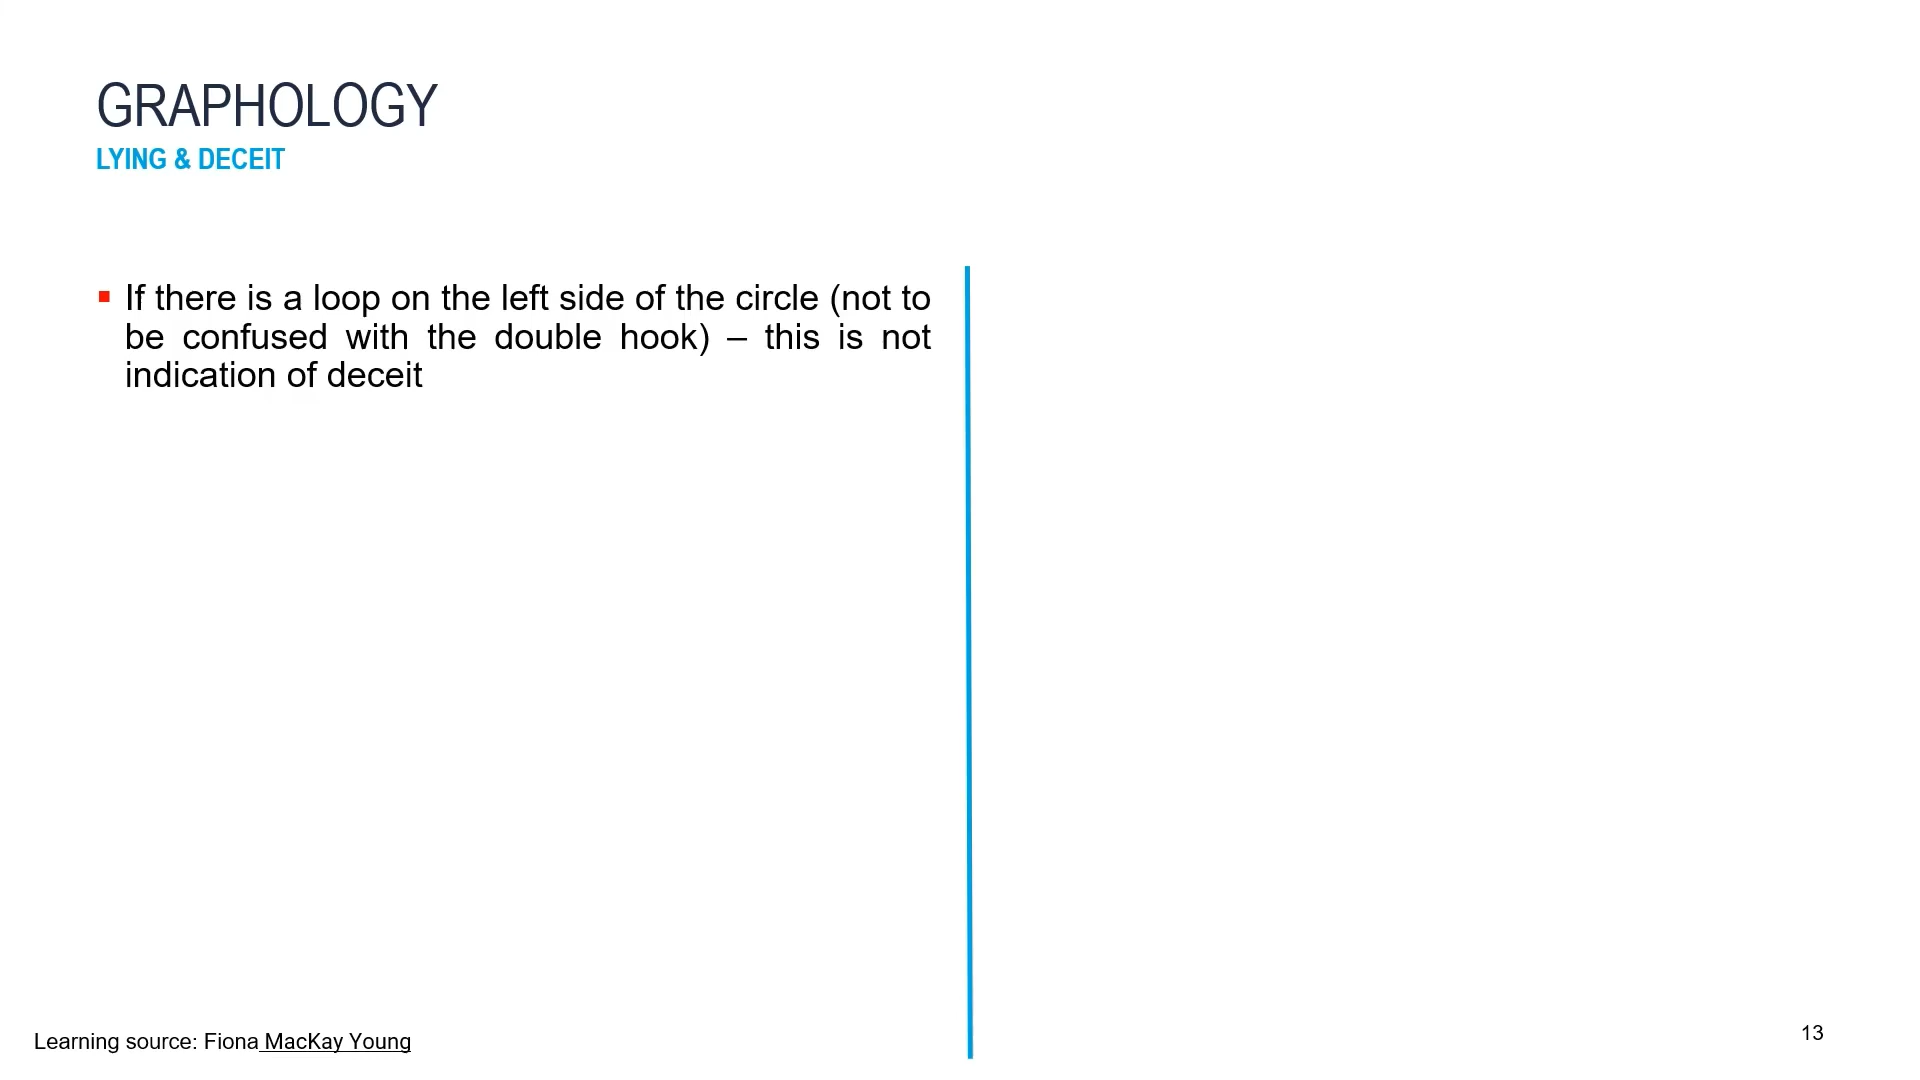 GRAPHOLOGY
LYING & DECEIT
▪ If there is a loop on the left side of the circle (not to
be confused with the double hook) – this is not
indication of deceit
Learning source: Fiona MacKay Young
13